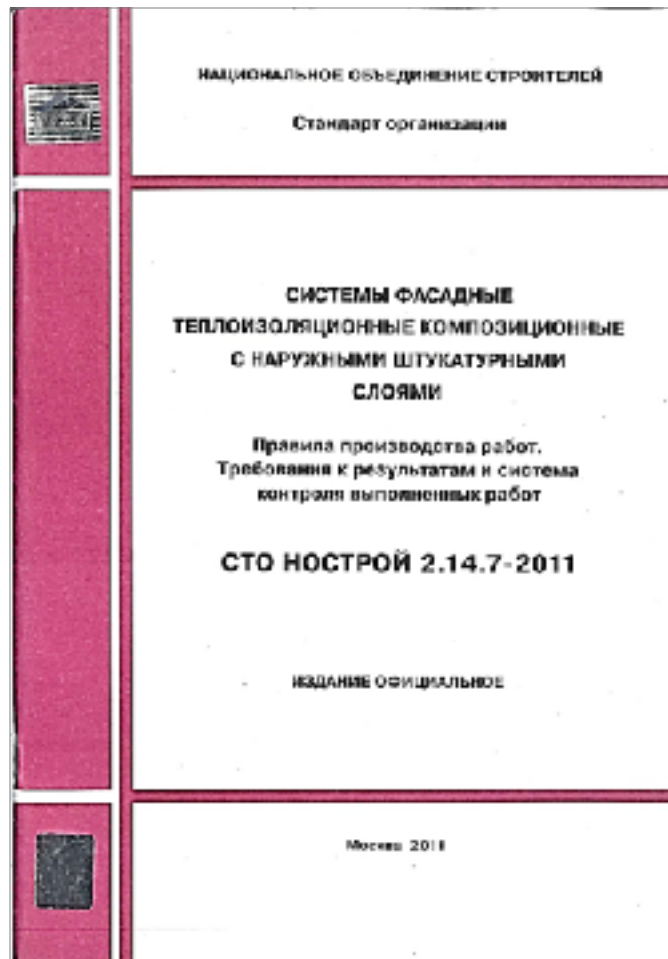 НАЦИОНАЛЬНОЕ ОБЪЕДИНЕНИЕ СТРОИТЕЛЕЙ
Стандарт организации
СИСТЕМЫ ФАСАДНЫЕ
ТЕПЛОИЗОЛЯЦИОННЫЕ КОМПОЗИЦИОННЫЕ
С НАРУЖНЫМИ ШТУКАТУРНЫМИ
СЛОЯМИ
Правила производства работ.
Требования к результатам и система
контроля выполненных работ
СТО НОСТРОЙ 2.14.7-2011
ИЗДАНИЕ ОФИЦИАЛЬНОЕ
Москва 2011